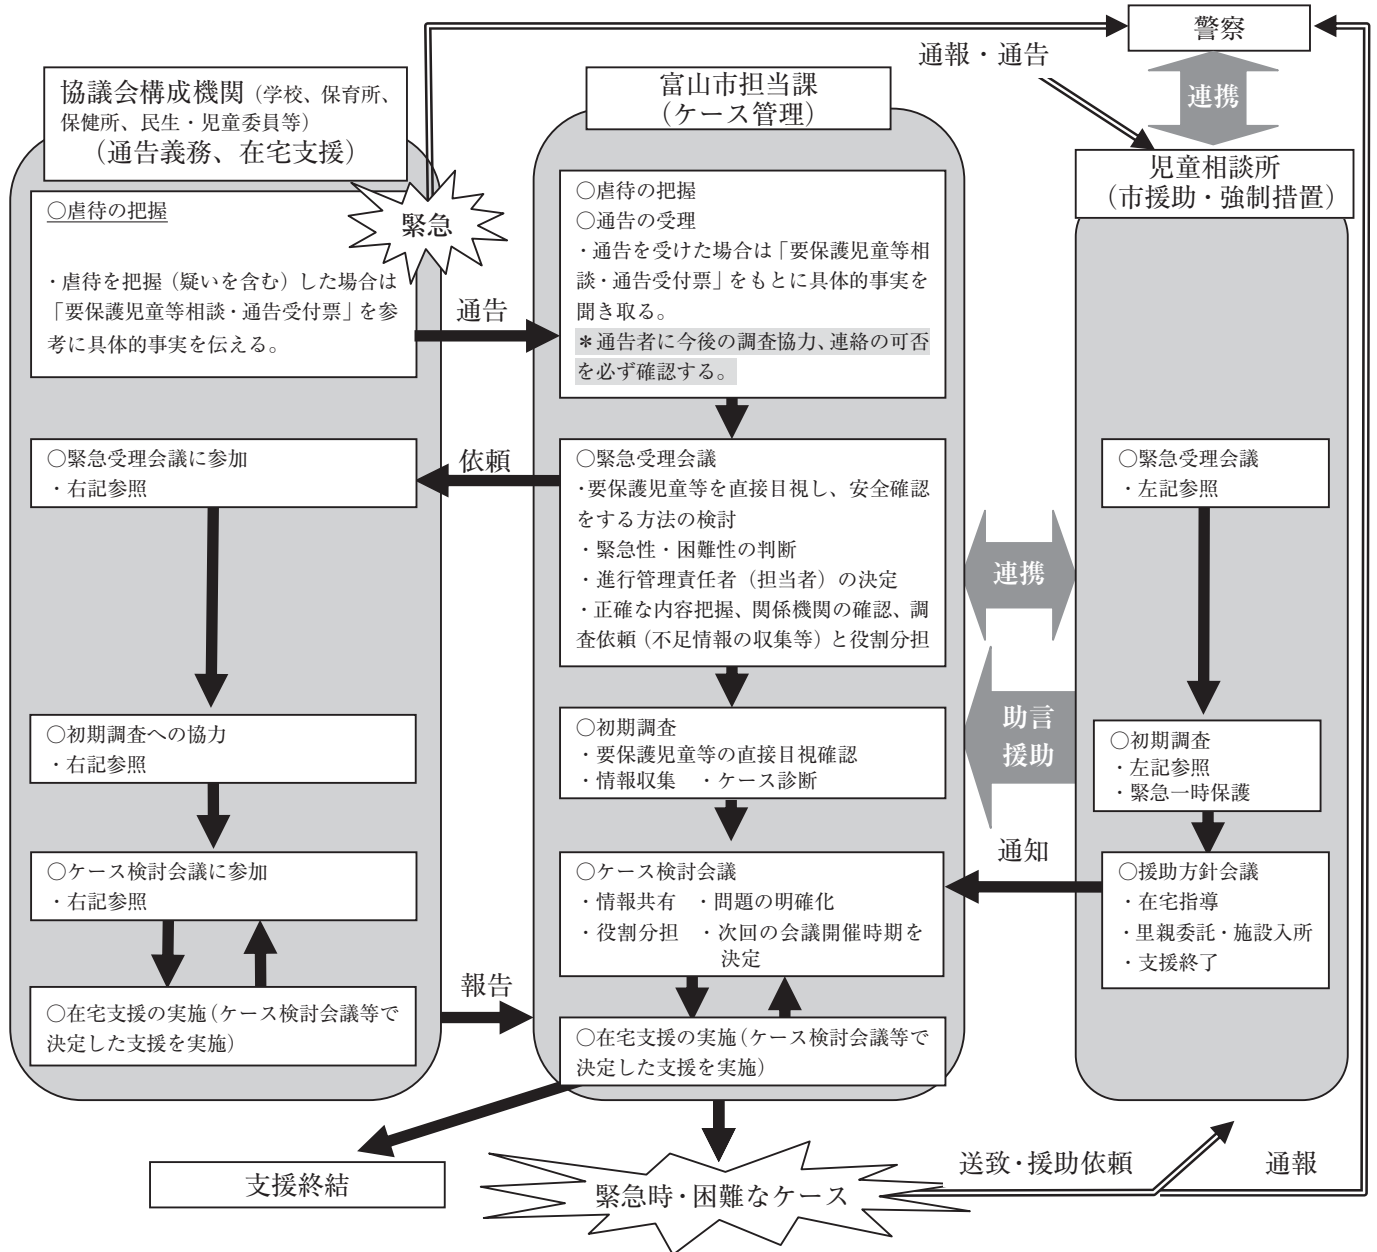 警察
通報・通告
連携
協議会構成機関（学校、保育所、
保健所、民生・児童委員等）
（通告義務、在宅支援）
富山市担当課
（ケース管理）
児童相談所
（市援助・強制措置）
緊急
○虐待の把握
・虐待を把握（疑いを含む）した場合は
「要保護児童等相談・通告受付票」を参
考に具体的事実を伝える。
通告
○虐待の把握
○通告の受理
・通告を受けた場合は「要保護児童等相
談・通告受付票」をもとに具体的事実を
聞き取る。
＊通告者に今後の調査協力、連絡の可否
を必ず確認する。
○緊急受理会議に参加
・右記参照
依頼
○緊急受理会議
・要保護児童等を直接目視し、安全確認
をする方法の検討
・緊急性・困難性の判断
・進行管理責任者（担当者）の決定
・正確な内容把握、関係機関の確認、調
査依頼（不足情報の収集等）と役割分担
連携
○緊急受理会議
・左記参照
助言
援助
○初期調査への協力
・右記参照
○初期調査
・要保護児童等の直接目視確認
・情報収集　・ケース診断
○初期調査
・左記参照
・緊急一時保護
通知
○ケース検討会議に参加
・右記参照
○ケース検討会議
・情報共有　・問題の明確化
・役割分担　・次回の会議開催時期を
決定
○援助方針会議
・在宅指導
・里親委託・施設入所
・支援終了
報告
○在宅支援の実施（ケース検討会議等で
決定した支援を実施）
○在宅支援の実施（ケース検討会議等で
決定した支援を実施）
支援終結
緊急時・困難なケース
送致・援助依頼
通報